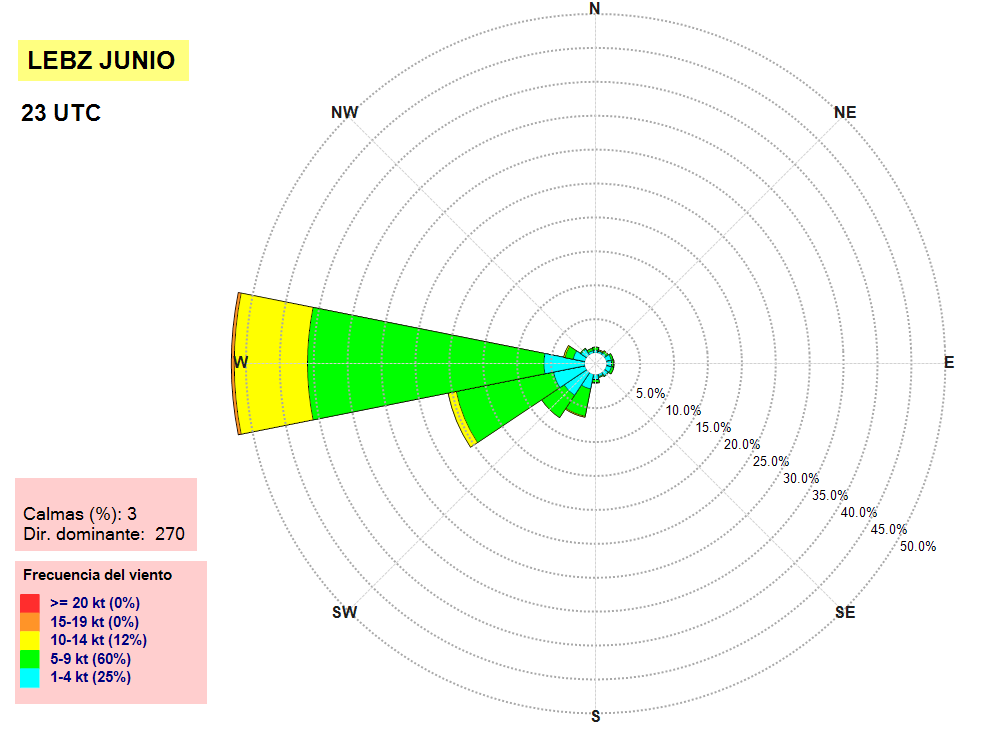 LEBZ JUNIO
23 UTC
N
NW
NE
W
E
5.0%
10.0%
15.0%
20.0%
25.0%
30.0%
35.0%
40.0%
45.0%
50.0%
SW
SE
S
Calmas (%): 3
Dir. dominante: 270
Frecuencia del viento
>= 20 kt (0%)
15-19 kt (0%)
10-14 kt (12%)
5-9 kt (60%)
1-4 kt (25%)